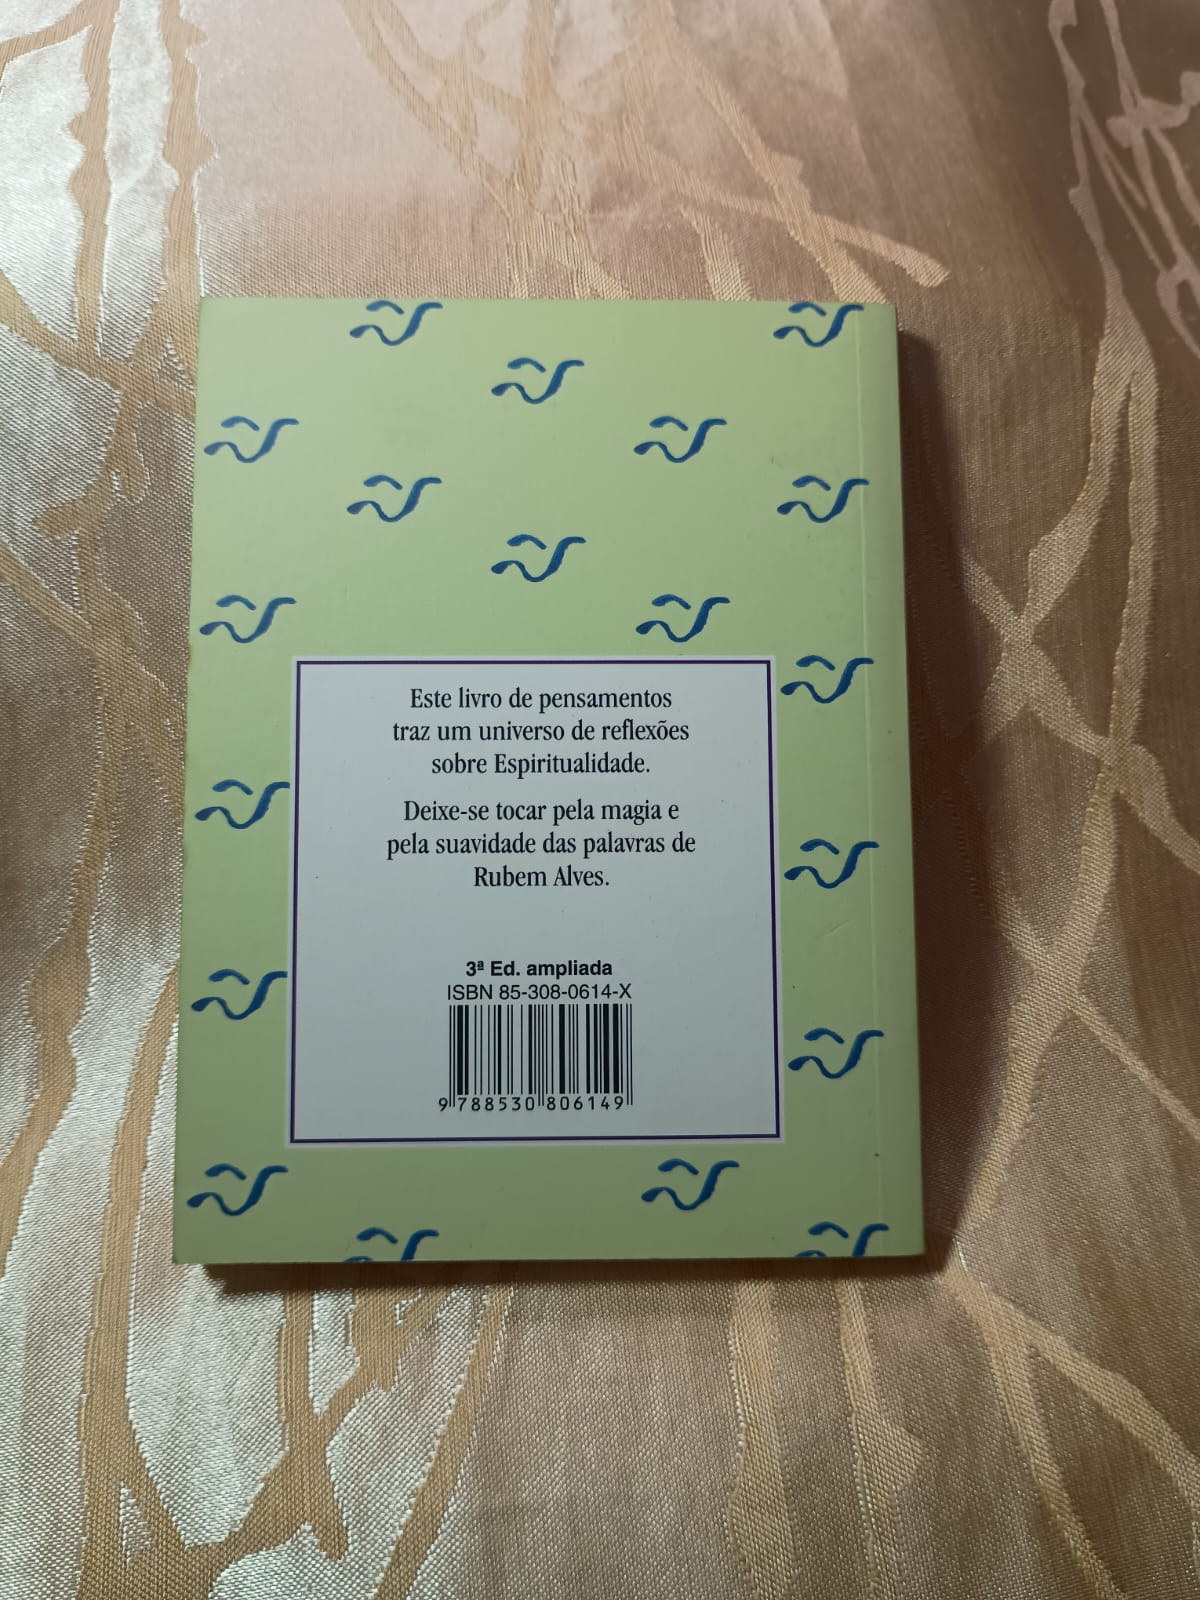 Este livro de pensamentos
traz um universo de reflexões
sobre Espiritualidade.
Deixe-se tocar pela magia e
pela suavidade das palavras de
Rubem Alves.
3ª Ed. ampliada
ISBN 85-308-0614-X
9 788530 806149